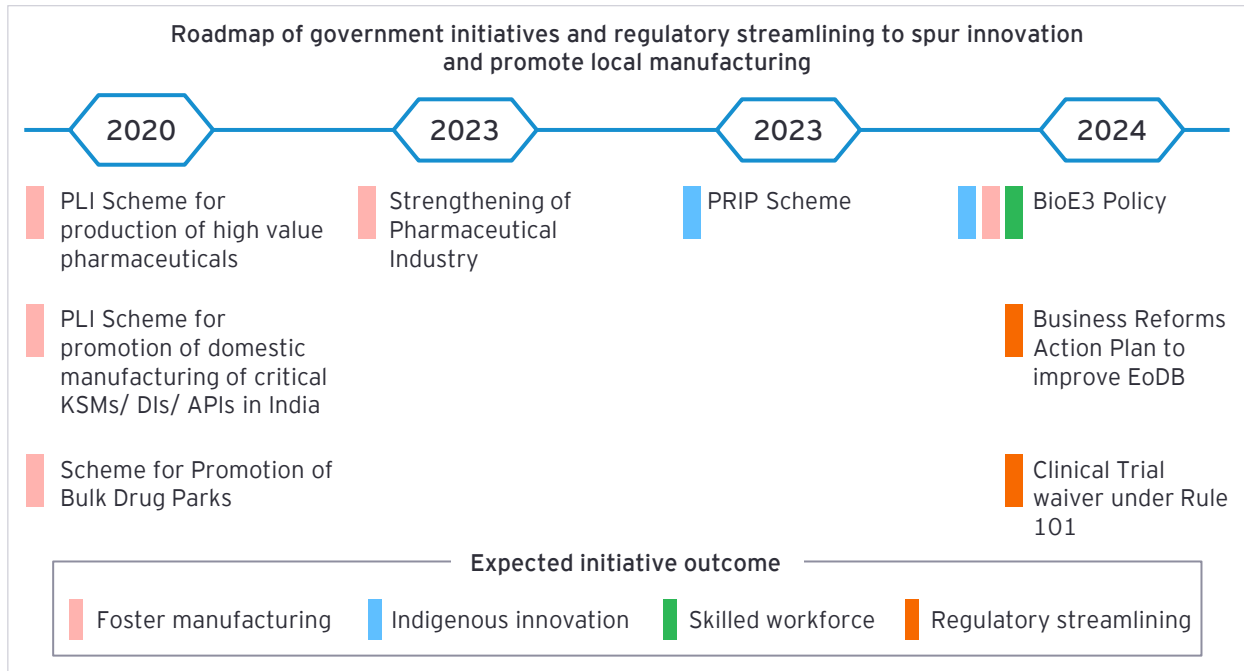 Roadmap of government initiatives and regulatory streamlining to spur innovation
and promote local manufacturing
2020
2023
2023
2024
PLI Scheme for
production of high value
pharmaceuticals
PLI Scheme for
promotion of domestic
manufacturing of critical
KSMs/ DIs/ APIs in India
Scheme for Promotion of
Bulk Drug Parks
Strengthening of
Pharmaceutical
Industry
PRIP Scheme
BioE3 Policy
Business Reforms
Action Plan to
improve EoDB
Clinical Trial
waiver under Rule
101
Expected initiative outcome
Foster manufacturing
Indigenous innovation
Skilled workforce
Regulatory streamlining